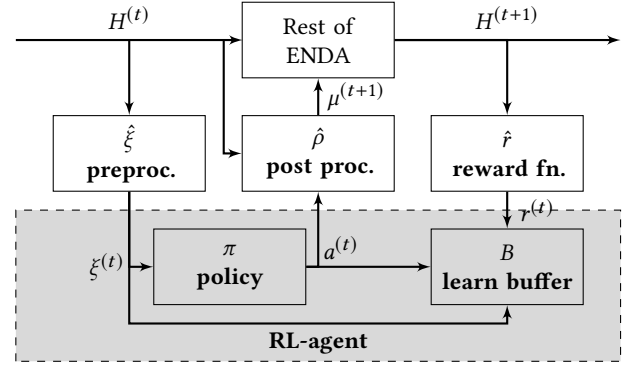 H^(t)
Rest of
ENDA
H^(t+1)
μ^(t+1)
ξ̂
preproc.
ρ̂
post proc.
r̂
reward fn.
r^(t)
ξ^(t)
π
policy
a^(t)
B
learn buffer
RL-agent